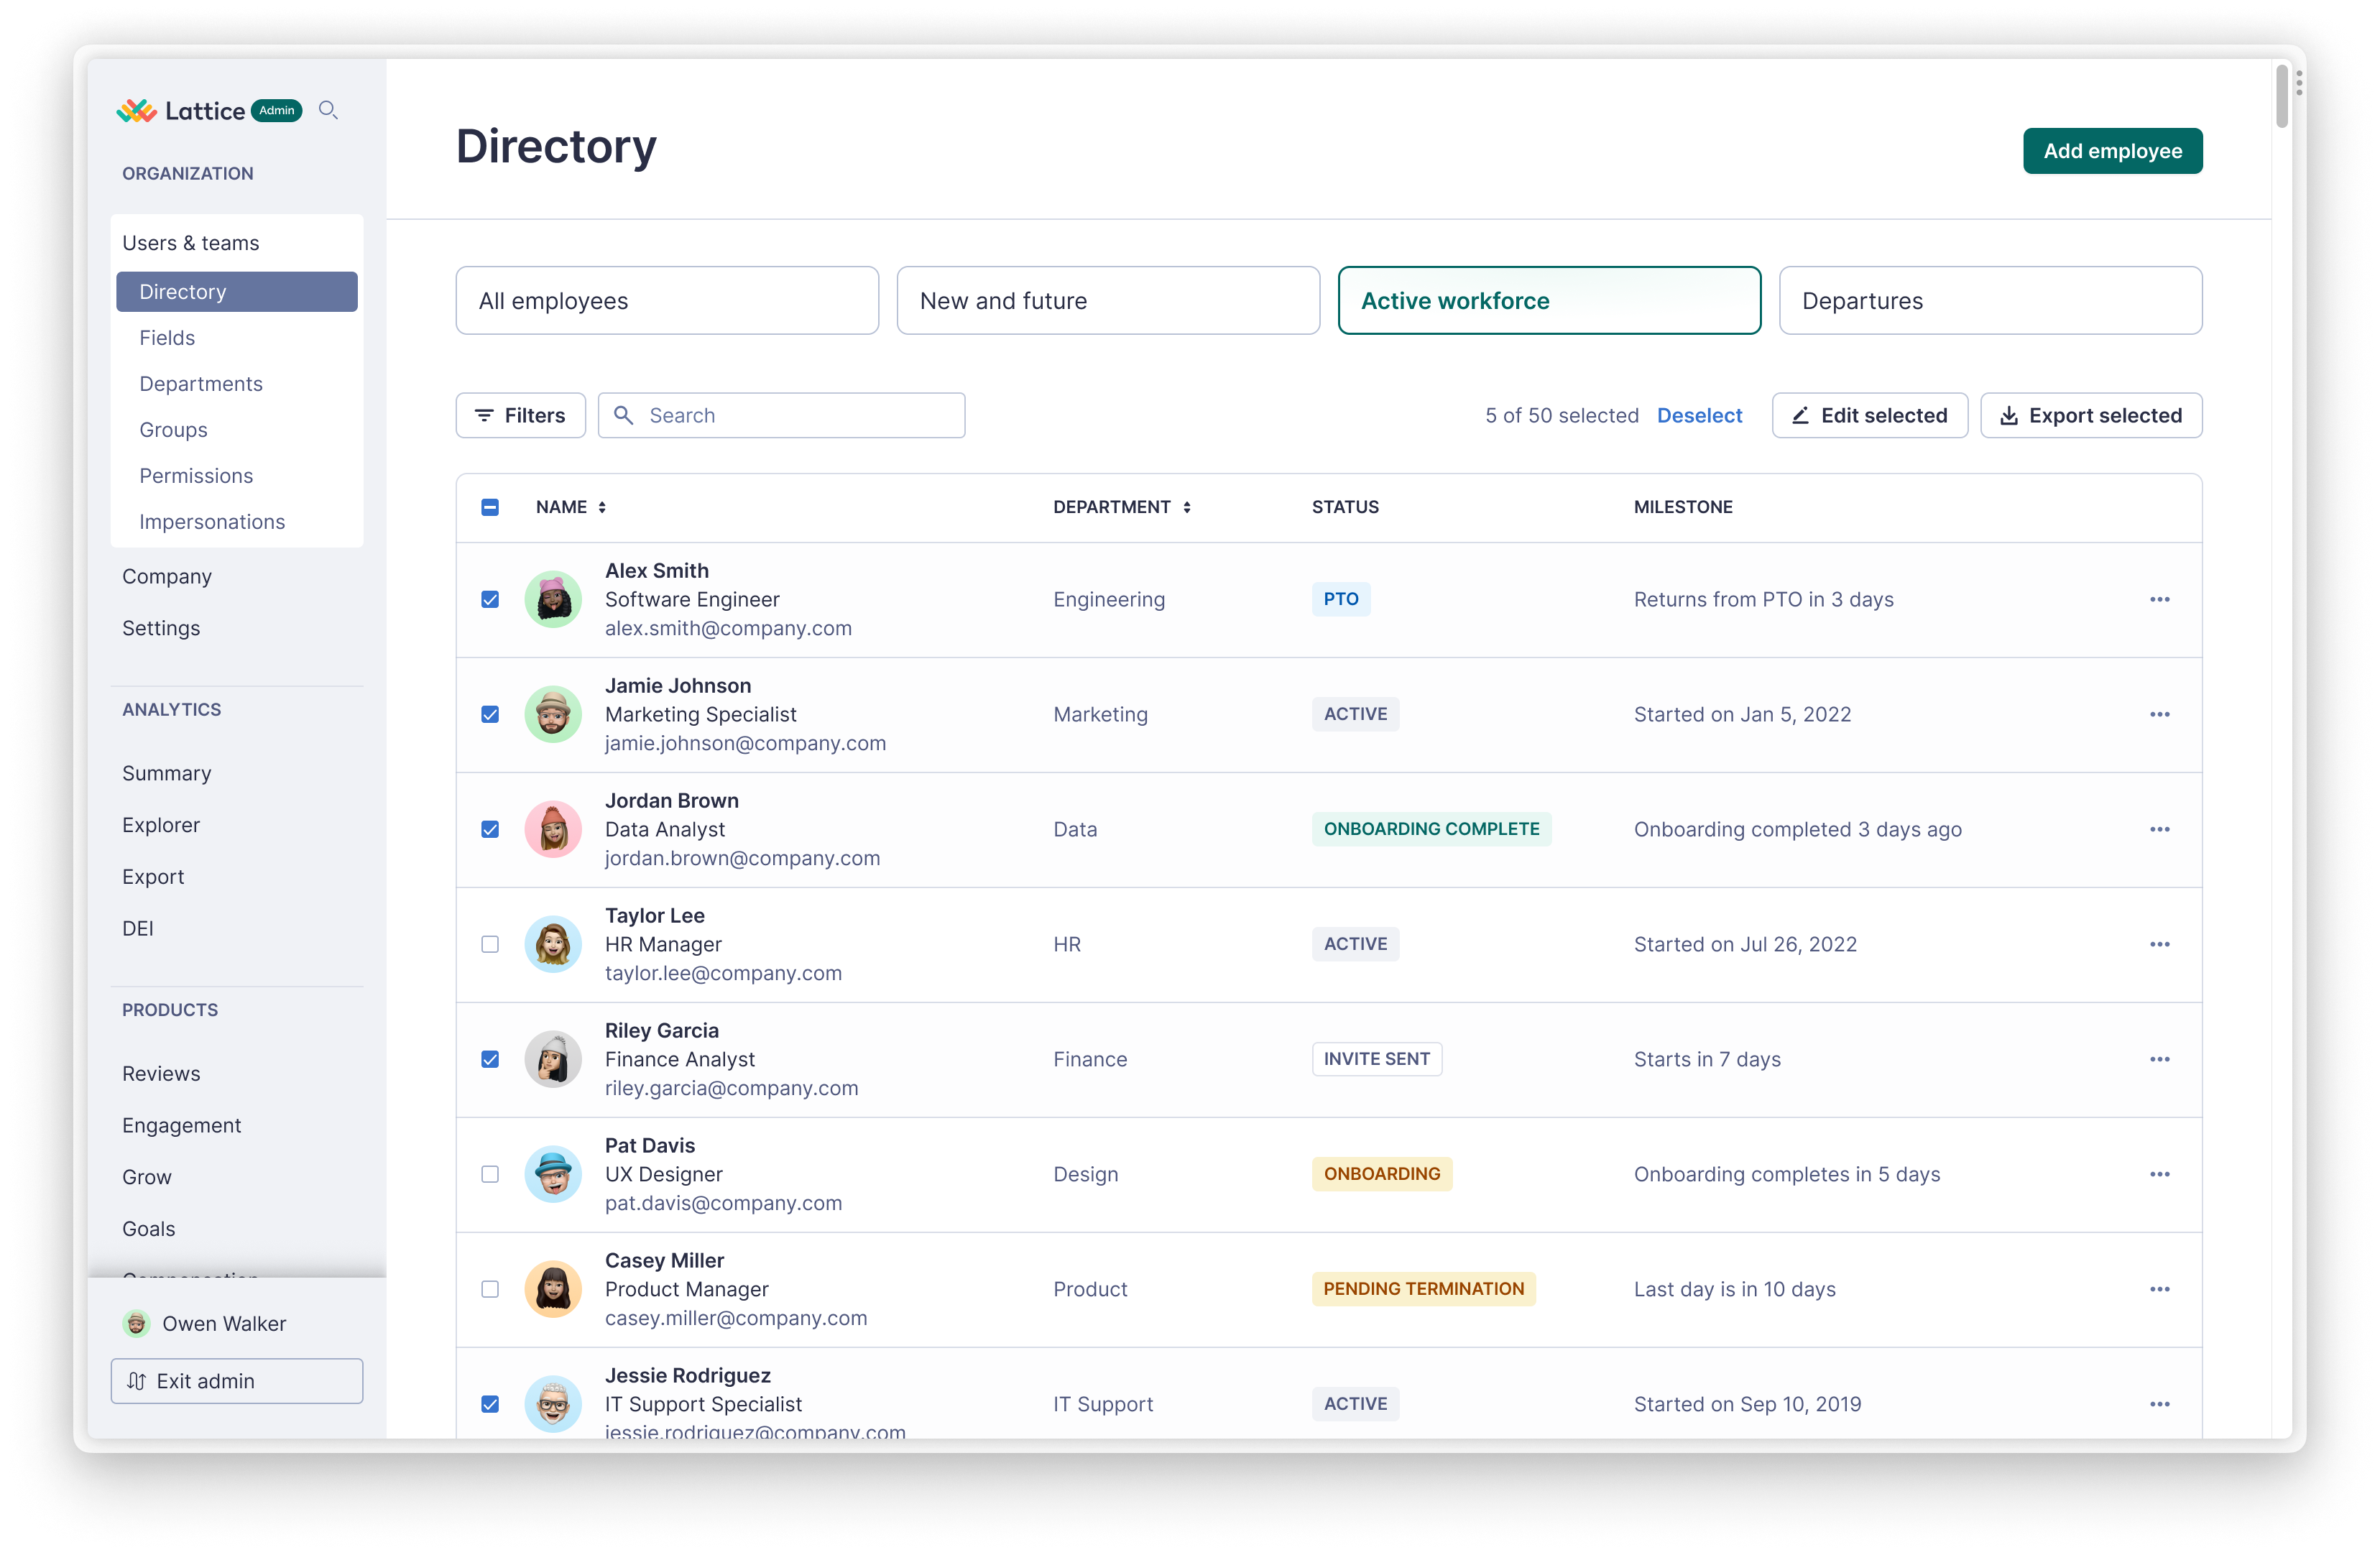 Lattice Admin
ORGANIZATION
Users & teams
Directory
Fields
Departments
Groups
Permissions
Impersonations
Company
Settings
ANALYTICS
Summary
Explorer
Export
DEI
PRODUCTS
Reviews
Engagement
Grow
Goals
Owen Walker
Exit admin
Directory
Add employee
All employees
New and future
Active workforce
Departures
Filters
Search
5 of 50 selected
Deselect
Edit selected
Export selected
NAME DEPARTMENT STATUS MILESTONE
Alex Smith
Software Engineer
alex.smith@company.com
Engineering
PTO
Returns from PTO in 3 days
Jamie Johnson
Marketing Specialist
jamie.johnson@company.com
Marketing
ACTIVE
Started on Jan 5, 2022
Jordan Brown
Data Analyst
jordan.brown@company.com
Data
ONBOARDING COMPLETE
Onboarding completed 3 days ago
Taylor Lee
HR Manager
taylor.lee@company.com
HR
ACTIVE
Started on Jul 26, 2022
Riley Garcia
Finance Analyst
riley.garcia@company.com
Finance
INVITE SENT
Starts in 7 days
Pat Davis
UX Designer
pat.davis@company.com
Design
ONBOARDING
Onboarding completes in 5 days
Casey Miller
Product Manager
casey.miller@company.com
Product
PENDING TERMINATION
Last day is in 10 days
Jessie Rodriguez
IT Support Specialist
jessie.rodriguez@company.com
IT Support
ACTIVE
Started on Sep 10, 2019